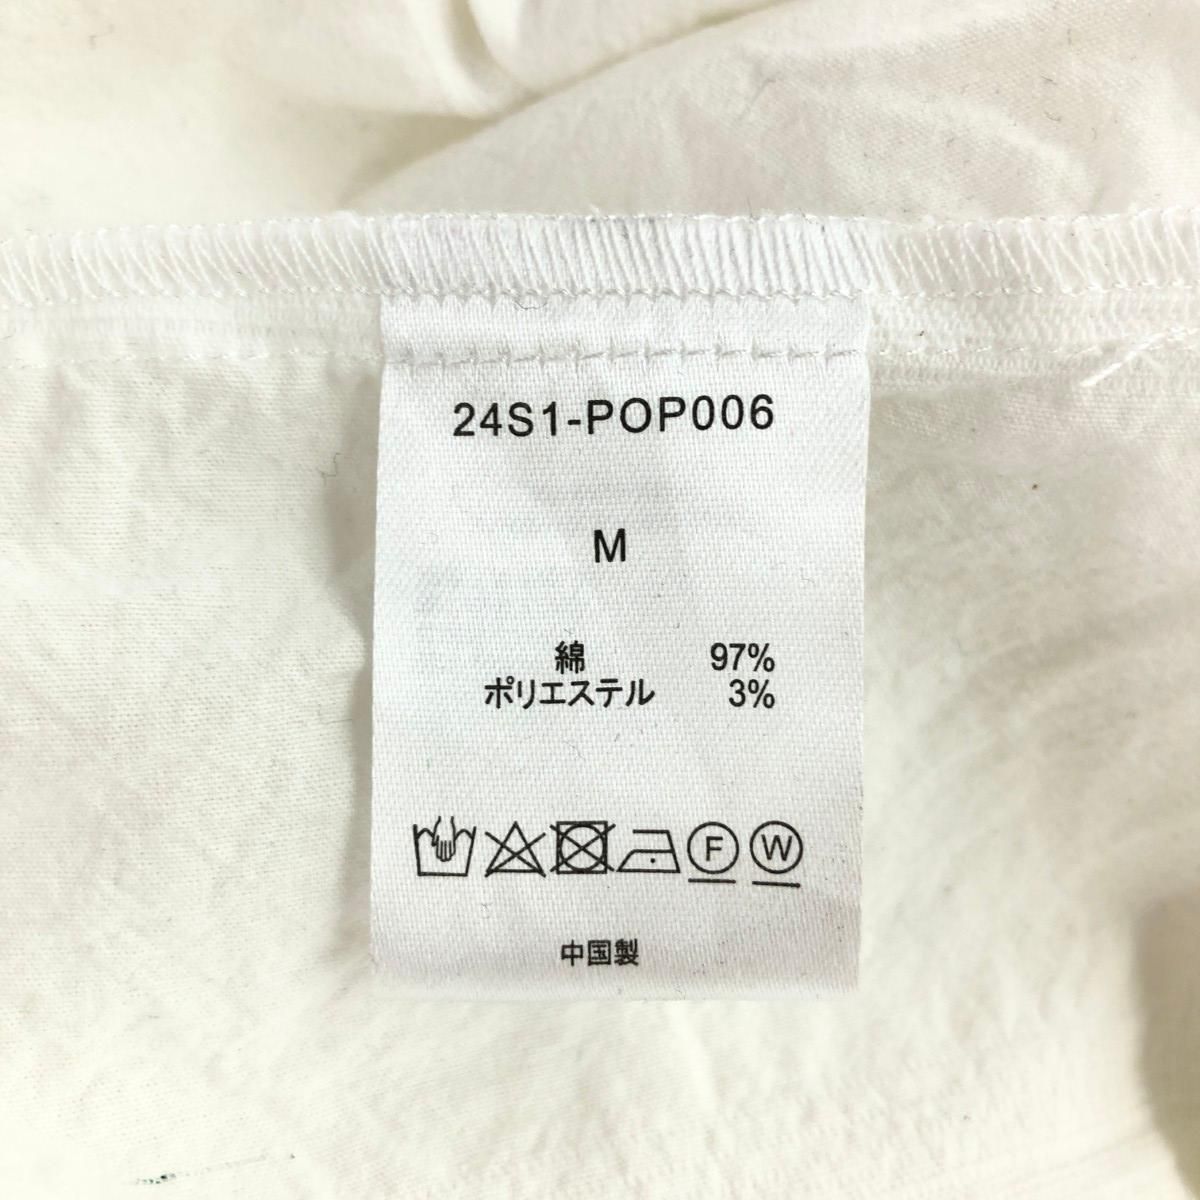 24S1-POP006
M
綿 97%
ポリエステル 3%
F W
中国製